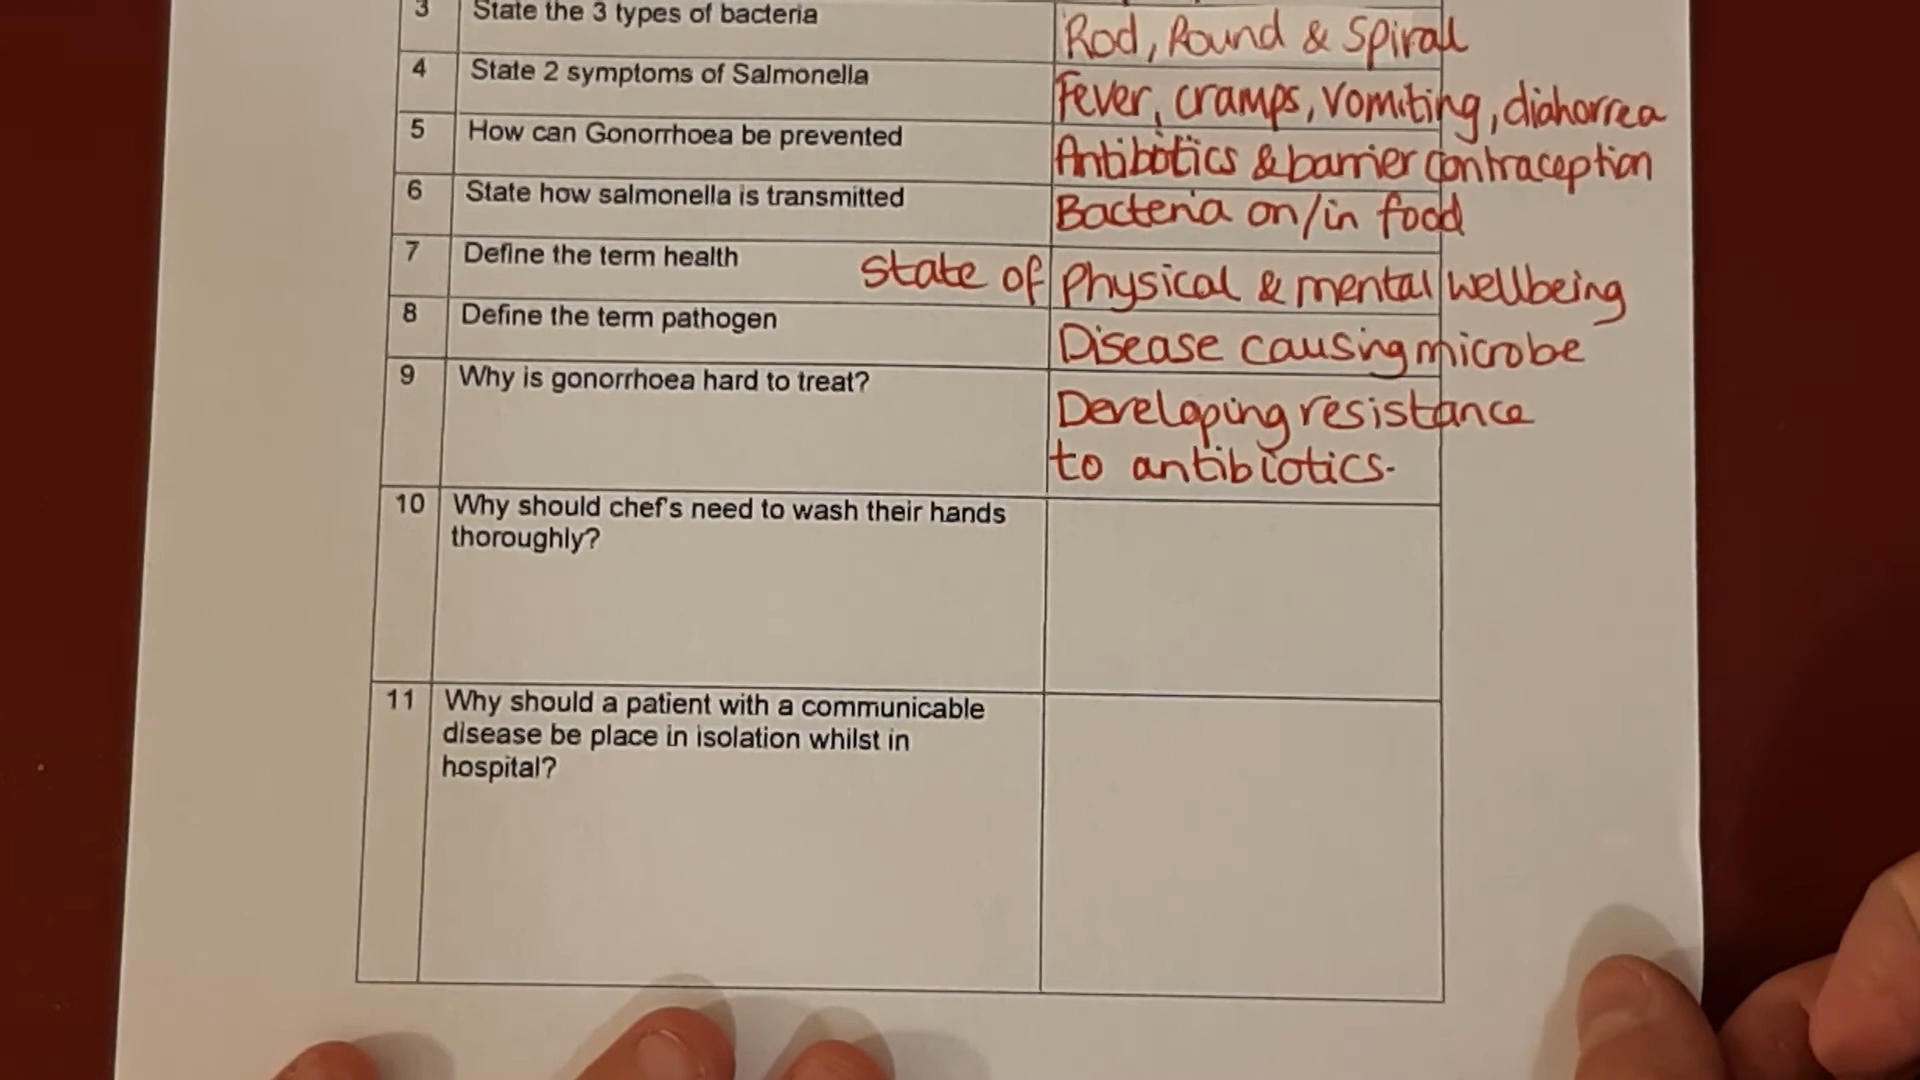 3 State the 3 types of bacteria Rod, Round & Spiral
4 State 2 symptoms of Salmonella Fever, cramps, vomiting, diahorrea
5 How can Gonorrhoea be prevented Antibiotics & barrier contraception
6 State how salmonella is transmitted Bacteria on/in food
7 Define the term health State of Physical & mental wellbeing
8 Define the term pathogen Disease causing microbe
9 Why is gonorrhoea hard to treat? Developing resistance
to antibiotics.
10 Why should chef's need to wash their hands
thoroughly?
11 Why should a patient with a communicable
disease be place in isolation whilst in
hospital?